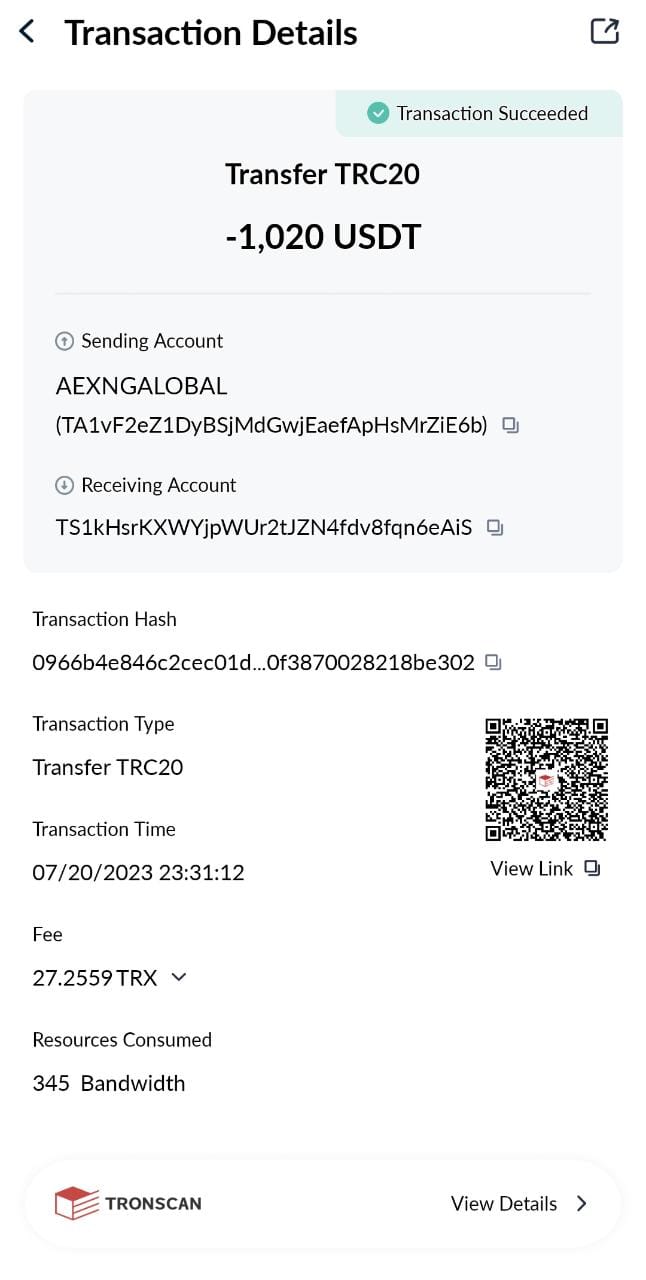 Transaction Details
Transaction Succeeded
Transfer TRC20
-1,020 USDT
Sending Account
AEXNGALOBAL
(TA1vF2eZ1DyBSjMdGwjEaefApHsMrZiE6b)
Receiving Account
TS1kHsrKXWYjpWUr2tJZN4fdv8fqn6eAiS
Transaction Hash
0966b4e846c2cec01d...0f3870028218be302
Transaction Type
Transfer TRC20
Transaction Time
07/20/2023 23:31:12
View Link
Fee
27.2559 TRX
Resources Consumed
345 Bandwidth
TRONSCAN View Details